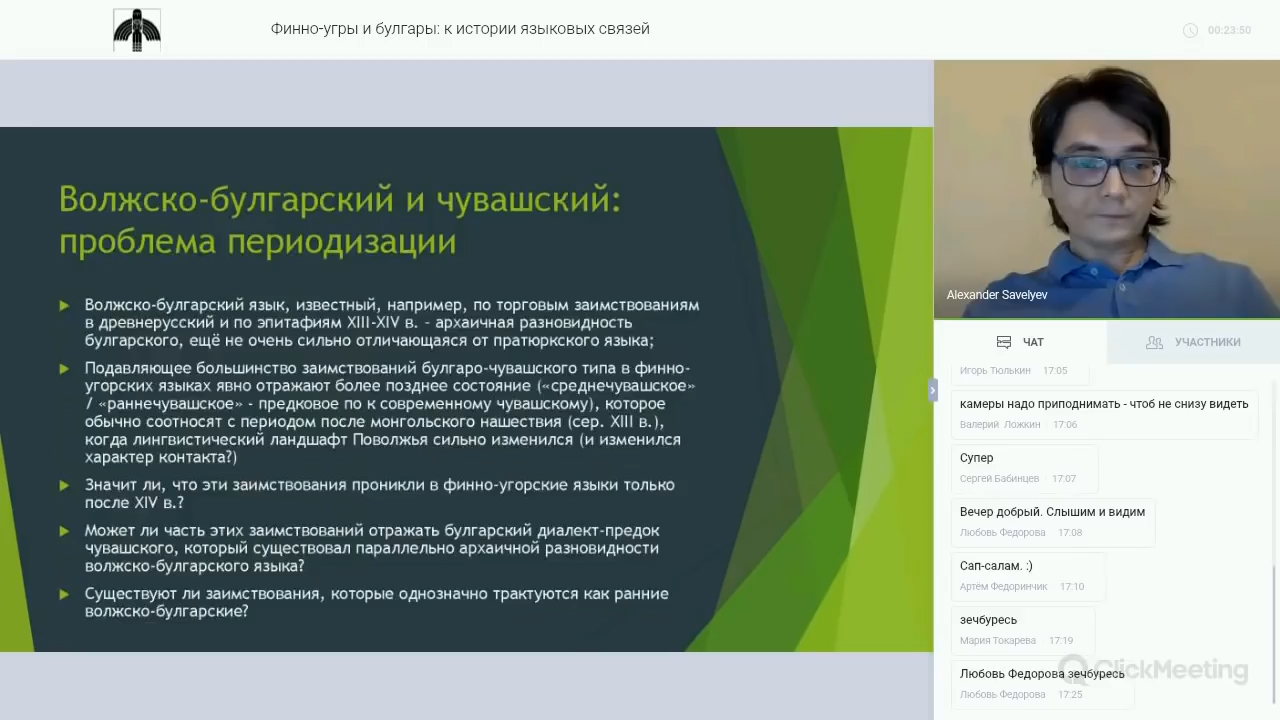 Финно-угры и булгары: к истории языковых связей
00:23:50
Волжско-булгарский и чувашский:
проблема периодизации
Волжско-булгарский язык, известный, например, по торговым заимствованиям
в древнерусский и по эпитафиям XIII-XIV в. - архаичная разновидность
булгарского, ещё не очень сильно отличающаяся от пратюркского языка;
Подавляющее большинство заимствований булгаро-чувашского типа в финно-
угорских языках явно отражают более позднее состояние («среднечувашское»
/ «раннечувашское» - предковое по к современному чувашскому), которое
обычно соотносят с периодом после монгольского нашествия (сер. XIII в.),
когда лингвистический ландшафт Поволжья сильно изменился (и изменился
характер контакта?)
Значит ли, что эти заимствования проникли в финно-угорские языки только
после XIV в.?
Может ли часть этих заимствований отражать булгарский диалект-предок
чувашского, который существовал параллельно архаичной разновидности
волжско-булгарского языка?
Существуют ли заимствования, которые однозначно трактуются как ранние
волжско-булгарские?
Alexander Savelyev
ЧАТ
УЧАСТНИКИ
Игорь Тюлькин 17:05
камеры надо приподнимать - чтоб не снизу видеть
Валерий Ложкин 17:06
Супер
Сергей Бабинцев 17:07
Вечер добрый. Слышим и видим
Любовь Федорова 17:08
Сап-салам. :)
Артём Федоринчик 17:10
зечбуресь
Мария Токарева 17:19
Любовь Федорова зечбуресь
Любовь Федорова 17:25
ClickMeeting